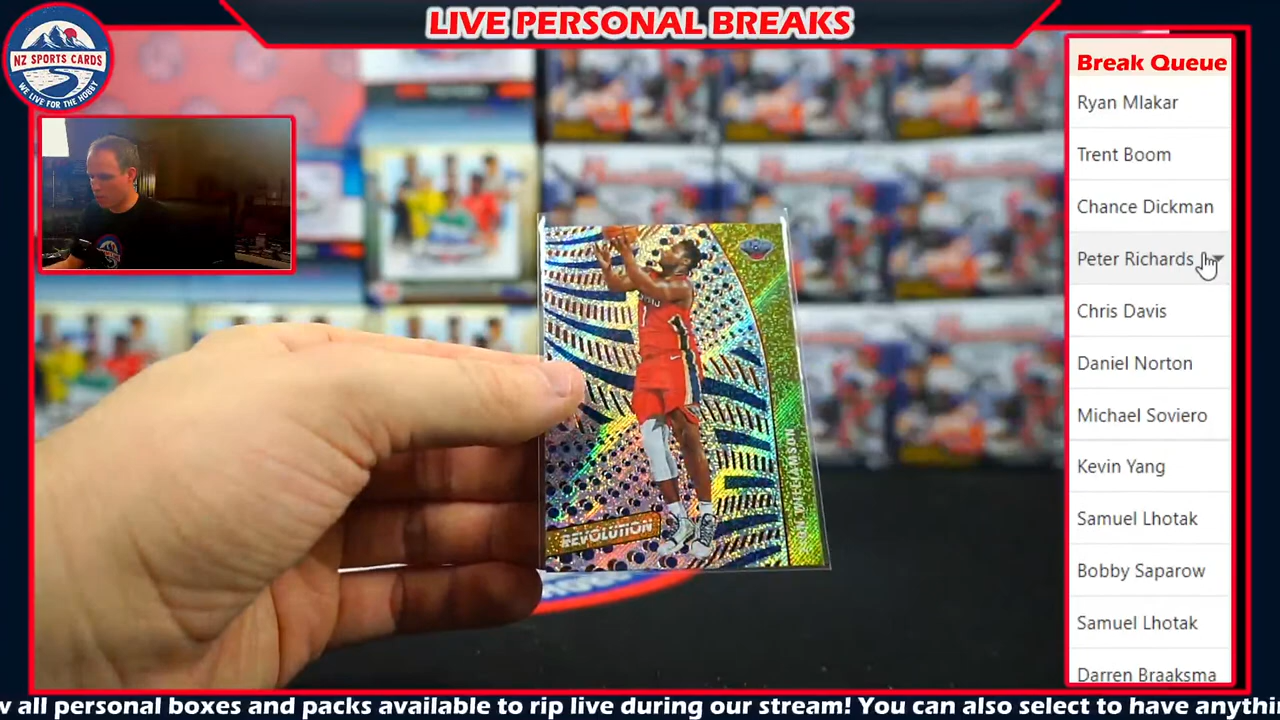 LIVE PERSONAL BREAKS
NZ SPORTS CARDS
WE LIVE FOR THE HOBBY
Break Queue
Ryan Mlakar
Trent Boom
Chance Dickman
Peter Richards
Chris Davis
Daniel Norton
Michael Soviero
Kevin Yang
Samuel Lhotak
Bobby Saparow
Samuel Lhotak
Darren Braaksma
ZION WILLIAMSON
REVOLUTION
w all personal boxes and packs available to rip live during our stream! You can also select to have anythi